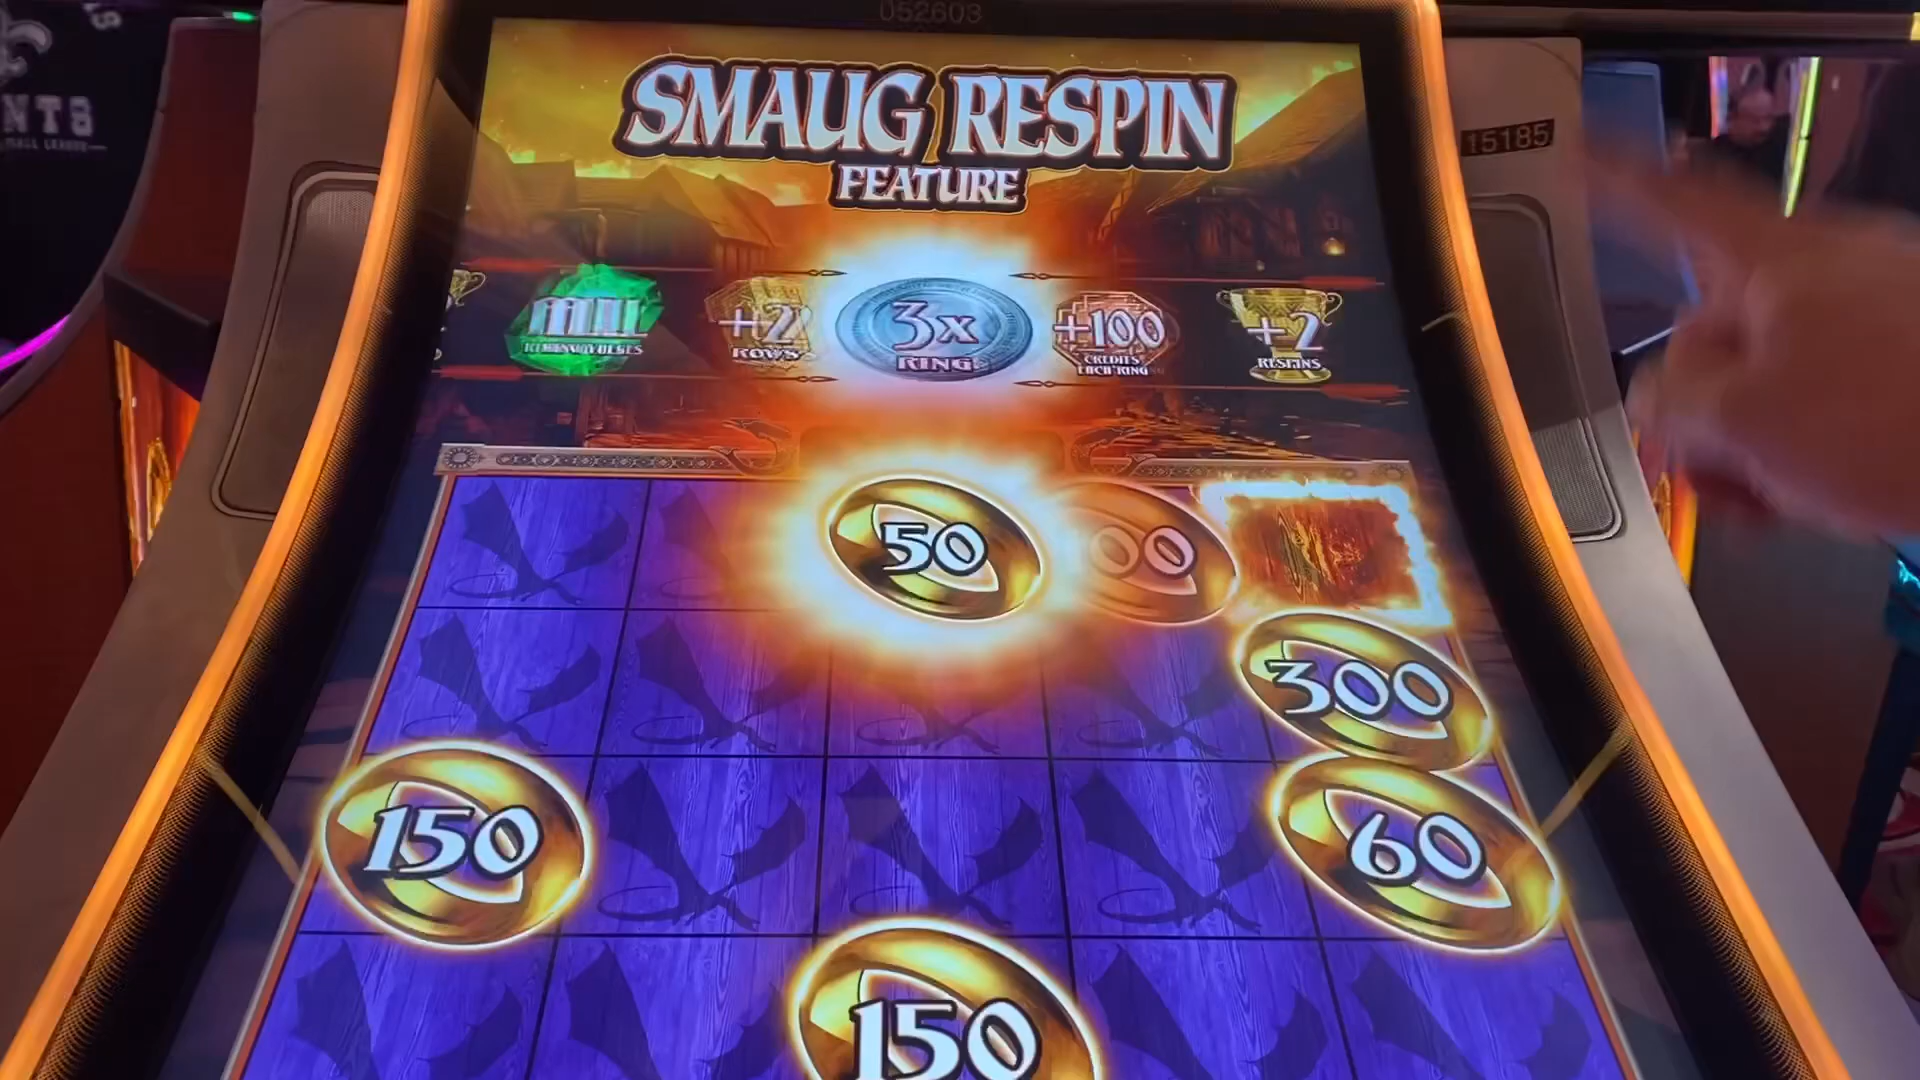 052603
SMAUG RESPIN
FEATURE
15185
+2
ROWS
3x
RING
+100
CREDITS
EACH RING
+2
RESPINS
50
300
150
60
150